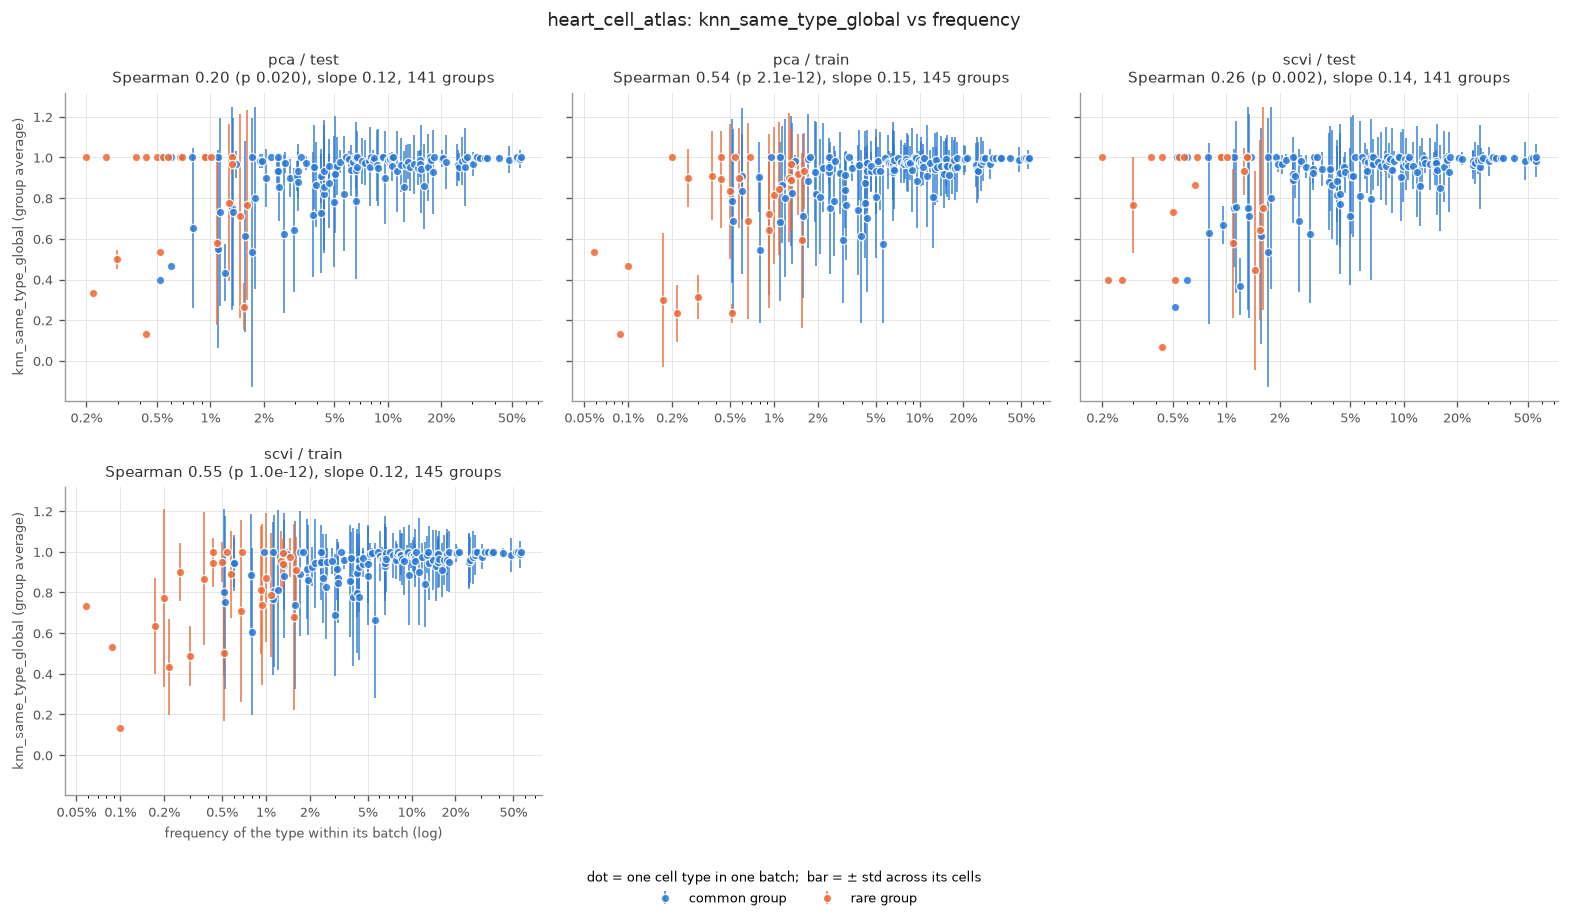 heart_cell_atlas: knn_same_type_global vs frequency
pca / test
Spearman 0.20 (p 0.020), slope 0.12, 141 groups
pca / train
Spearman 0.54 (p 2.1e-12), slope 0.15, 145 groups
scvi / test
Spearman 0.26 (p 0.002), slope 0.14, 141 groups
knn_same_type_global (group average)
1.2
1.0
0.8
0.6
0.4
0.2
0.0
0.2% 0.5% 1% 2% 5% 10% 20% 50%
0.05% 0.1% 0.2% 0.5% 1% 2% 5% 10% 20% 50%
0.2% 0.5% 1% 2% 5% 10% 20% 50%
scvi / train
Spearman 0.55 (p 1.0e-12), slope 0.12, 145 groups
knn_same_type_global (group average)
1.2
1.0
0.8
0.6
0.4
0.2
0.0
0.05% 0.1% 0.2% 0.5% 1% 2% 5% 10% 20% 50%
frequency of the type within its batch (log)
dot = one cell type in one batch;  bar = ± std across its cells
common group
rare group